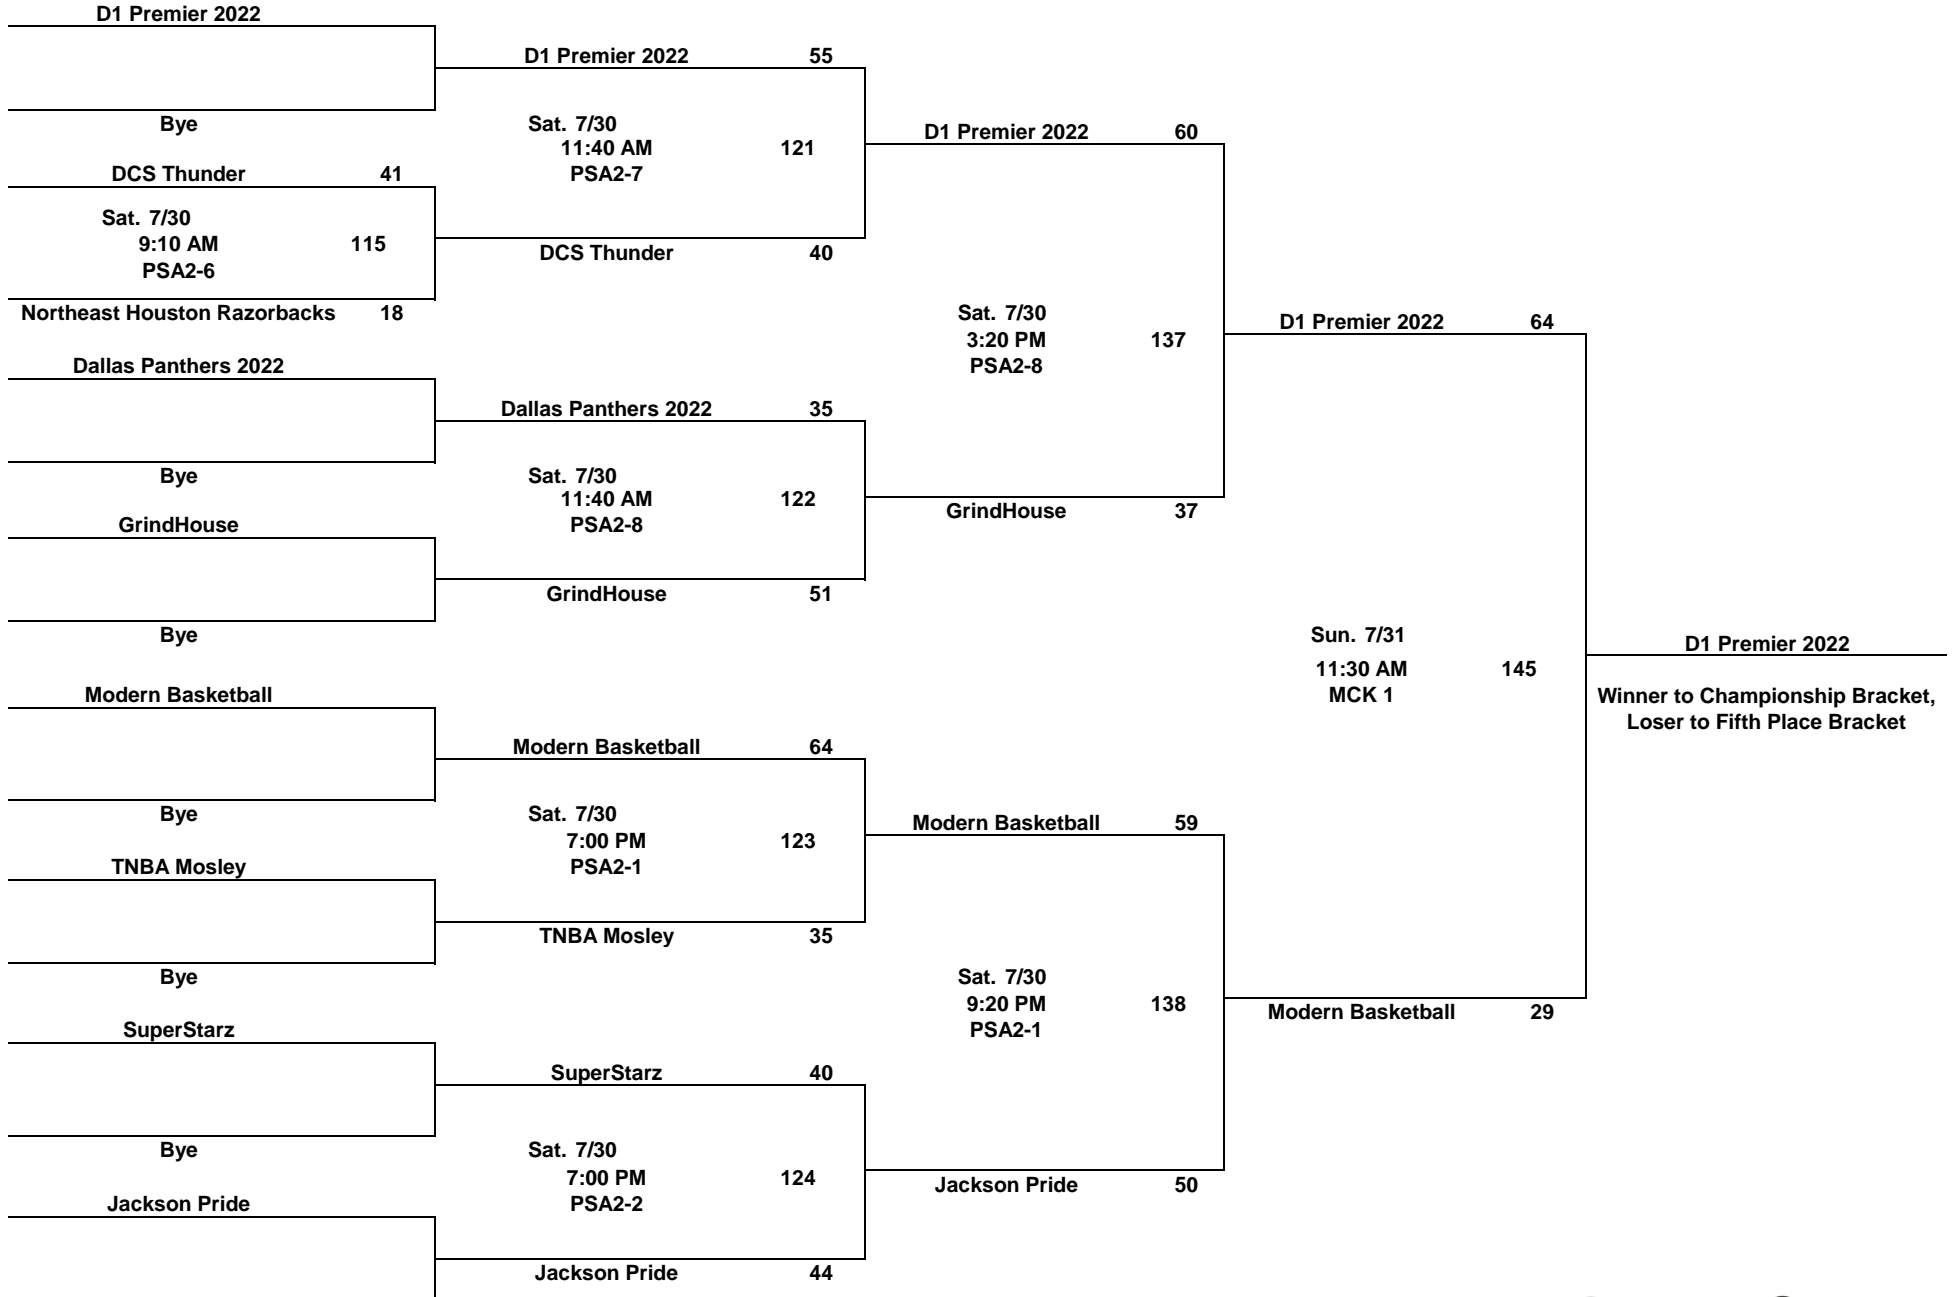 D1 Premier 2022
D1 Premier 2022 55
Bye
Sat. 7/30
11:40 AM 121
PSA2-7
D1 Premier 2022 60
DCS Thunder 41
Sat. 7/30
9:10 AM 115
PSA2-6
DCS Thunder 40
Northeast Houston Razorbacks 18
Sat. 7/30
3:20 PM 137
PSA2-8
D1 Premier 2022 64
Dallas Panthers 2022
Dallas Panthers 2022 35
Bye
Sat. 7/30
11:40 AM 122
PSA2-8
GrindHouse 37
GrindHouse
GrindHouse 51
Bye
Sun. 7/31
11:30 AM 145
MCK 1
D1 Premier 2022
Winner to Championship Bracket,
Loser to Fifth Place Bracket
Modern Basketball
Modern Basketball 64
Bye
Sat. 7/30
7:00 PM 123
PSA2-1
Modern Basketball 59
TNBA Mosley
TNBA Mosley 35
Bye
Sat. 7/30
9:20 PM 138
PSA2-1
Modern Basketball 29
SuperStarz
SuperStarz 40
Bye
Sat. 7/30
7:00 PM 124
PSA2-2
Jackson Pride 50
Jackson Pride
Jackson Pride 44